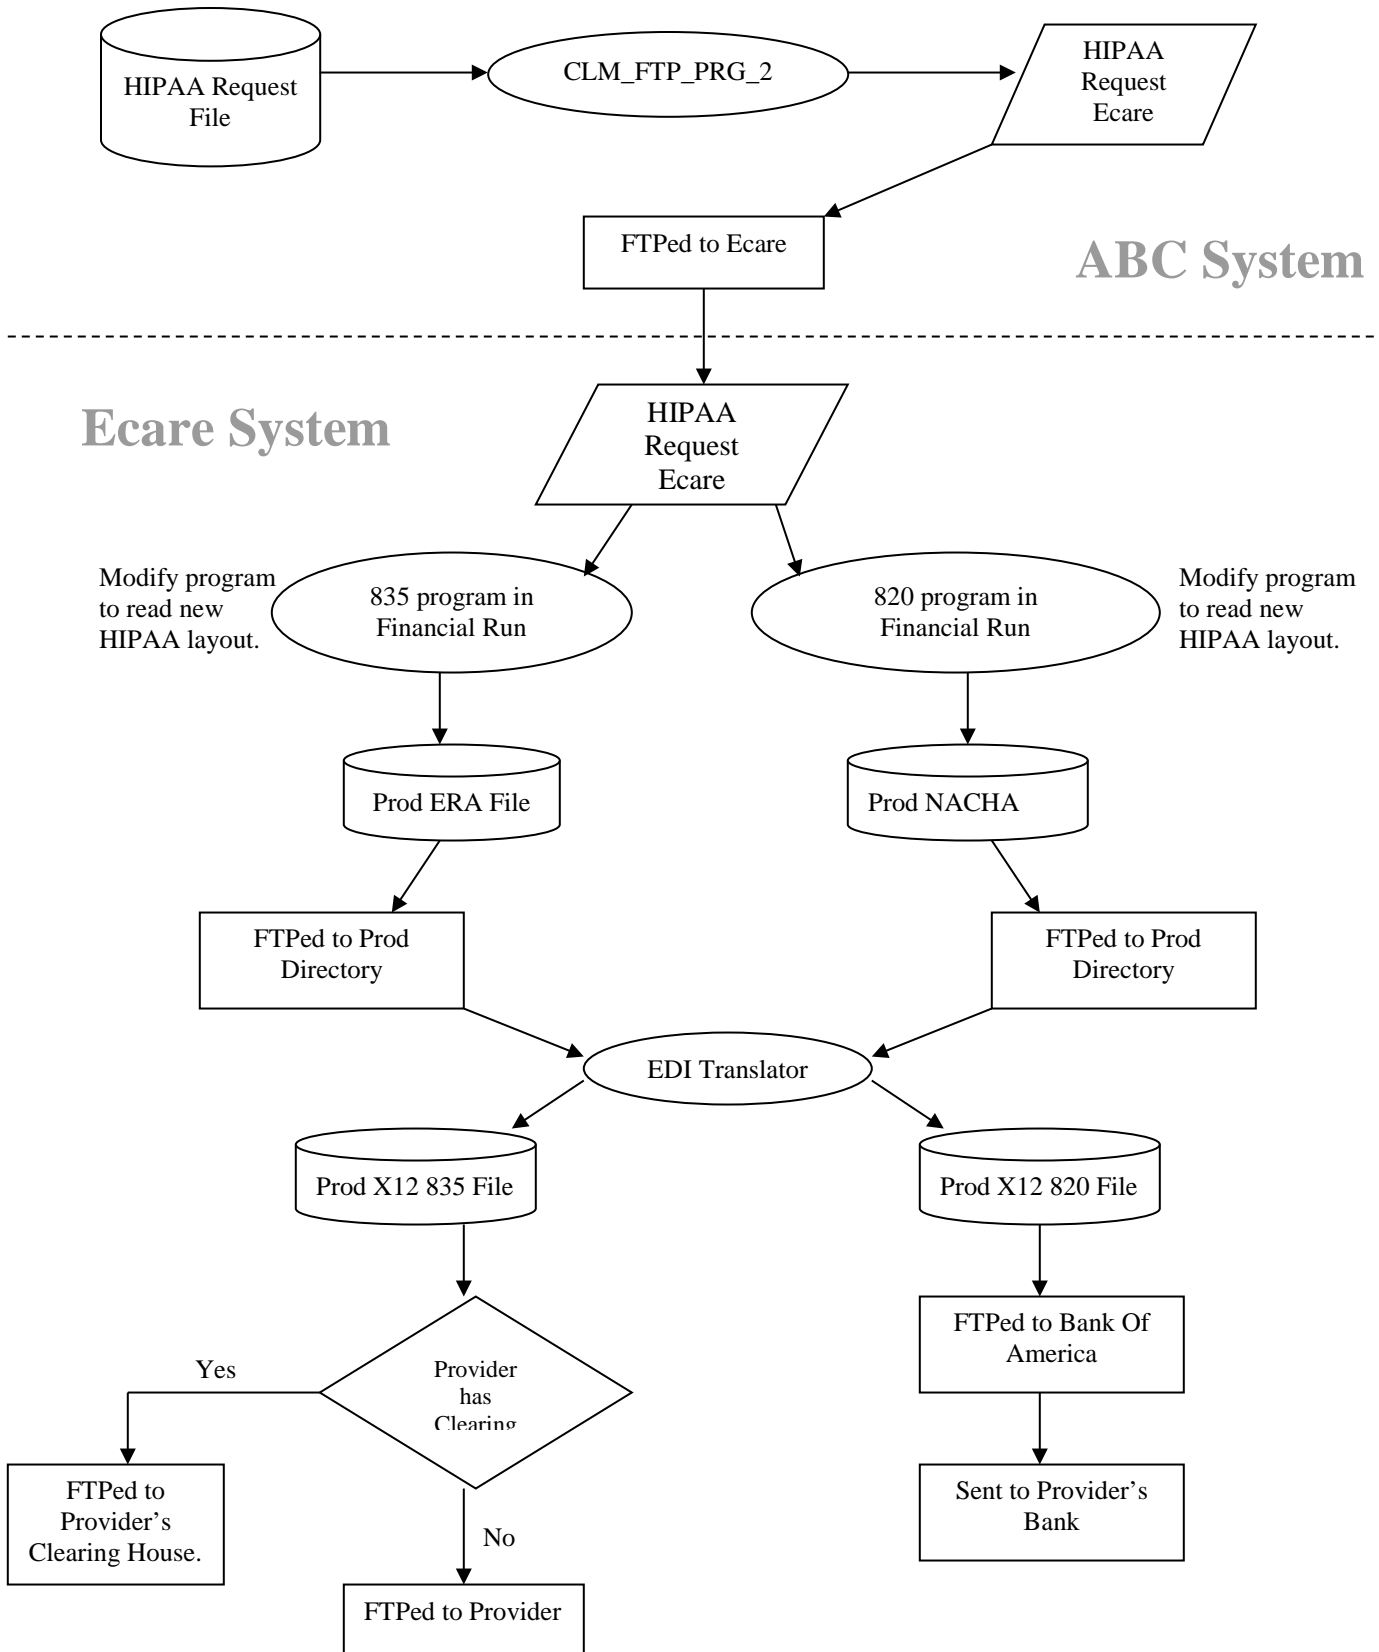 HIPAA Request
File
CLM_FTP_PRG_2
HIPAA
Request
Ecare
FTPed to Ecare
ABC System
Ecare System
HIPAA
Request
Ecare
Modify program
to read new
HIPAA layout.
835 program in
Financial Run
820 program in
Financial Run
Modify program
to read new
HIPAA layout.
Prod ERA File
Prod NACHA
FTPed to Prod
Directory
FTPed to Prod
Directory
EDI Translator
Prod X12 835 File
Prod X12 820 File
FTPed to Bank Of
America
Yes
Provider
has
Clearing
FTPed to
Provider’s
Clearing House.
Sent to Provider’s
Bank
No
FTPed to Provider